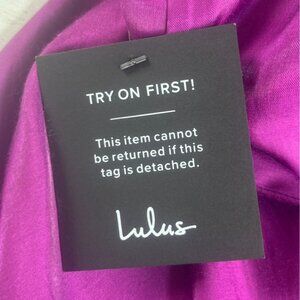 TRY ON FIRST!
This item cannot
be returned if this
tag is detached.
Lulus